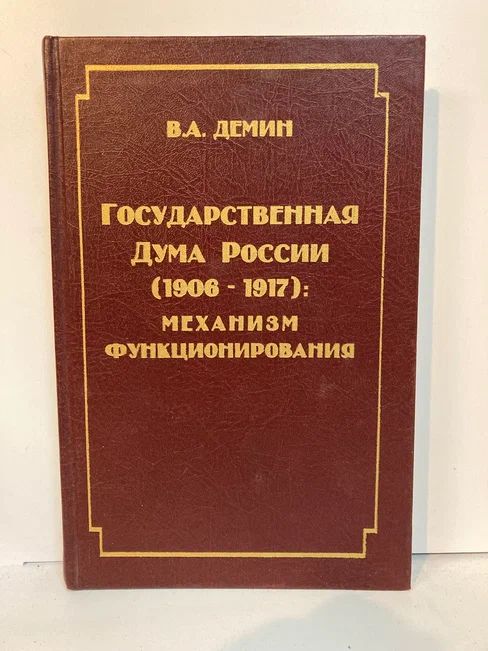 В.А. ДЕМИН
ГОСУДАРСТВЕННАЯ
ДУМА РОССИИ
(1906 - 1917):
МЕХАНИЗМ
ФУНКЦИОНИРОВАНИЯ